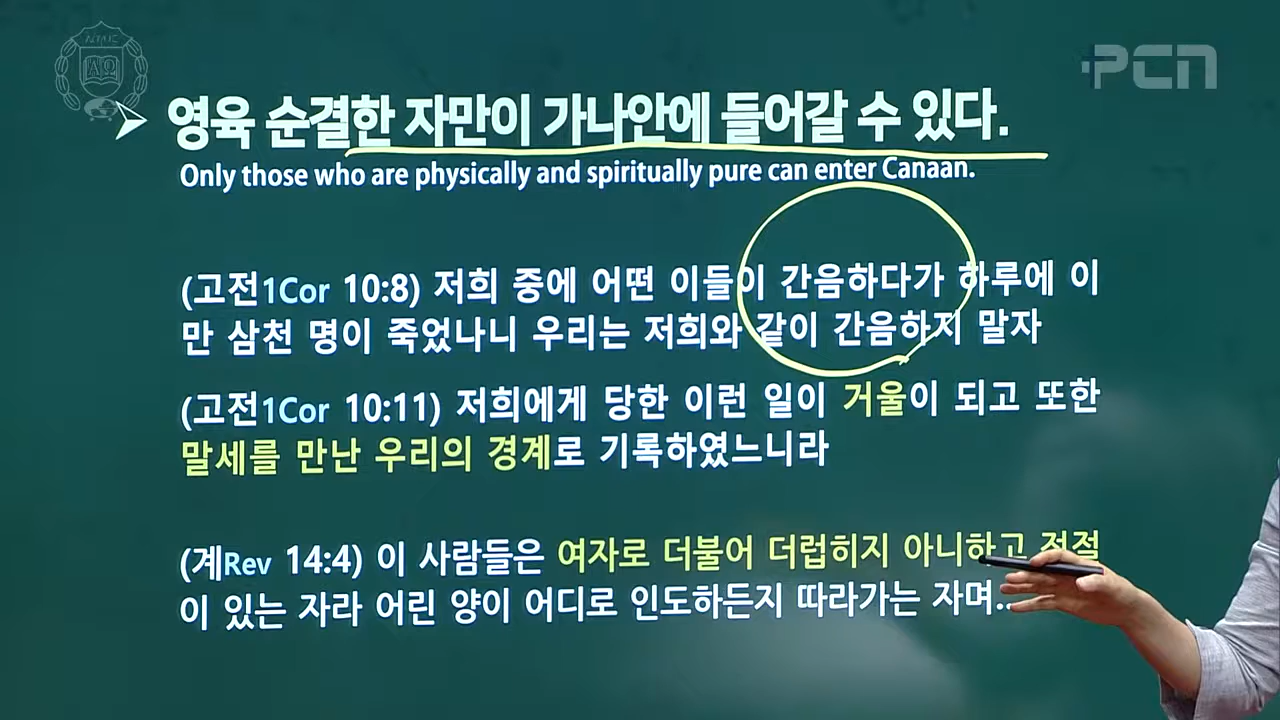 PCN
영육 순결한 자만이 가나안에 들어갈 수 있다.
Only those who are physically and spiritually pure can enter Canaan.
(고전1Cor 10:8) 저희 중에 어떤 이들이 간음하다가 하루에 이
만 삼천 명이 죽었나니 우리는 저희와 같이 간음하지 말자
(고전1Cor 10:11) 저희에게 당한 이런 일이 거울이 되고 또한
말세를 만난 우리의 경계로 기록하였느니라
(계Rev 14:4) 이 사람들은 여자로 더불어 더럽히지 아니하고 정절
이 있는 자라 어린 양이 어디로 인도하든지 따라가는 자며..